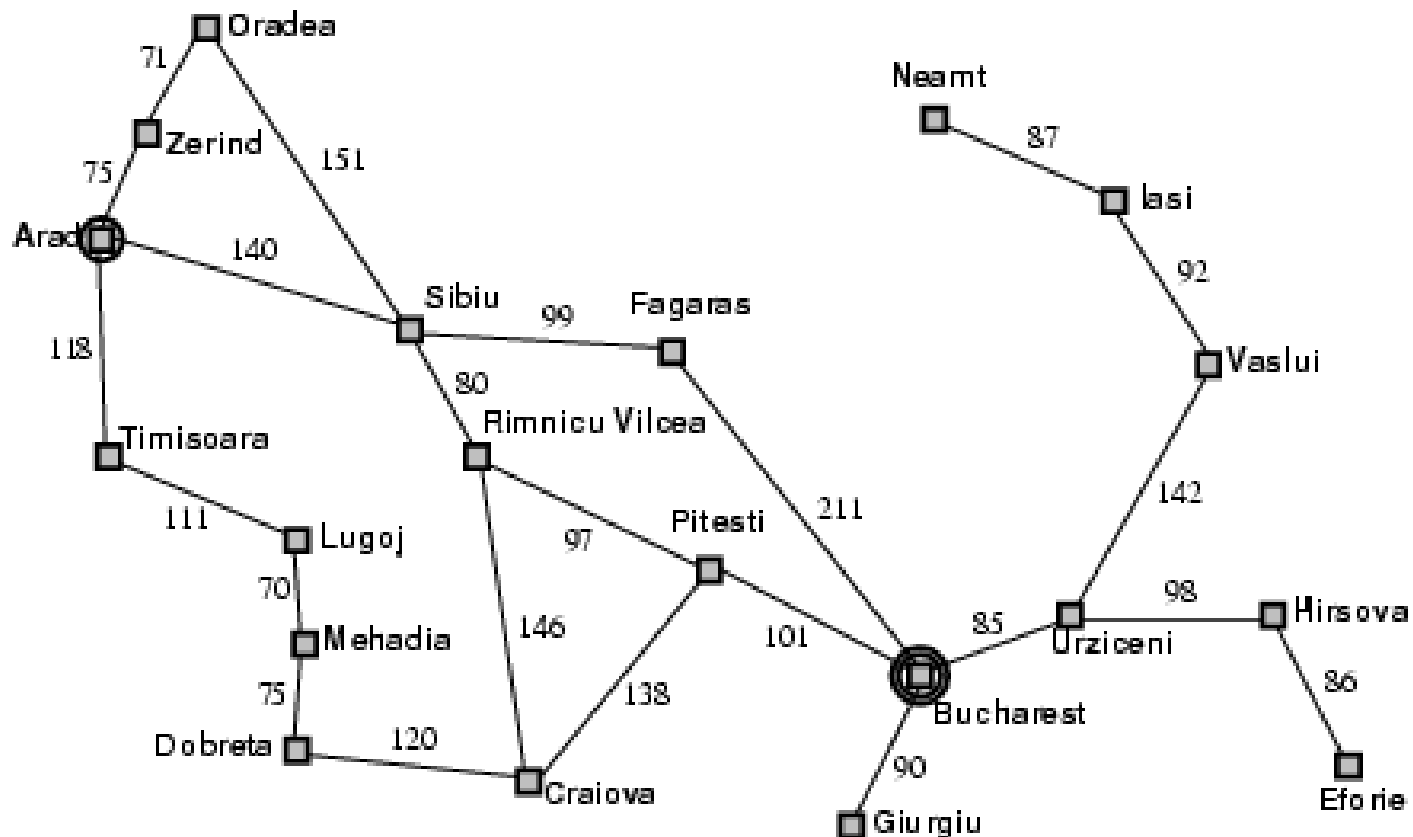 Oradea
71
Neamt
87
Zerind
151
75
Iasi
Arad
140
92
Sibiu
Fagaras
99
118
80
Vaslui
Rimnicu Vilcea
Timisoara
142
111
211
Pitesti
Lugoj
97
70
98
Hirsova
85
146
101
Mehadia
Urziceni
138
86
75
Bucharest
Dobreta
120
90
Craiova
Eforie
Giurgiu